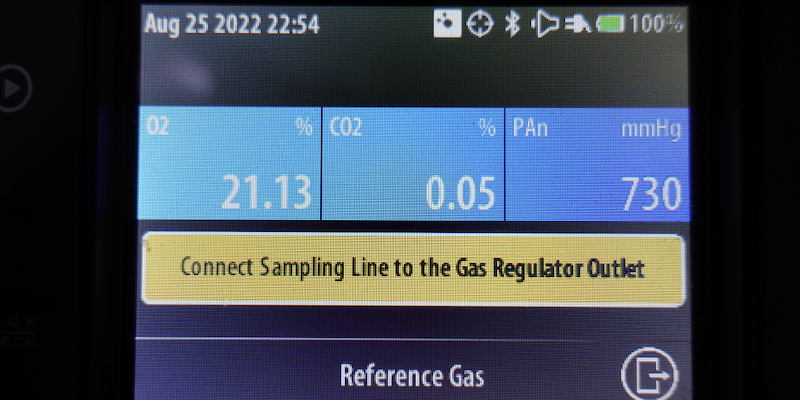 Aug 25 2022 22:54 100%
O2 % CO2 % PAn mmHg
21.13 0.05 730
Connect Sampling Line to the Gas Regulator Outlet
Reference Gas